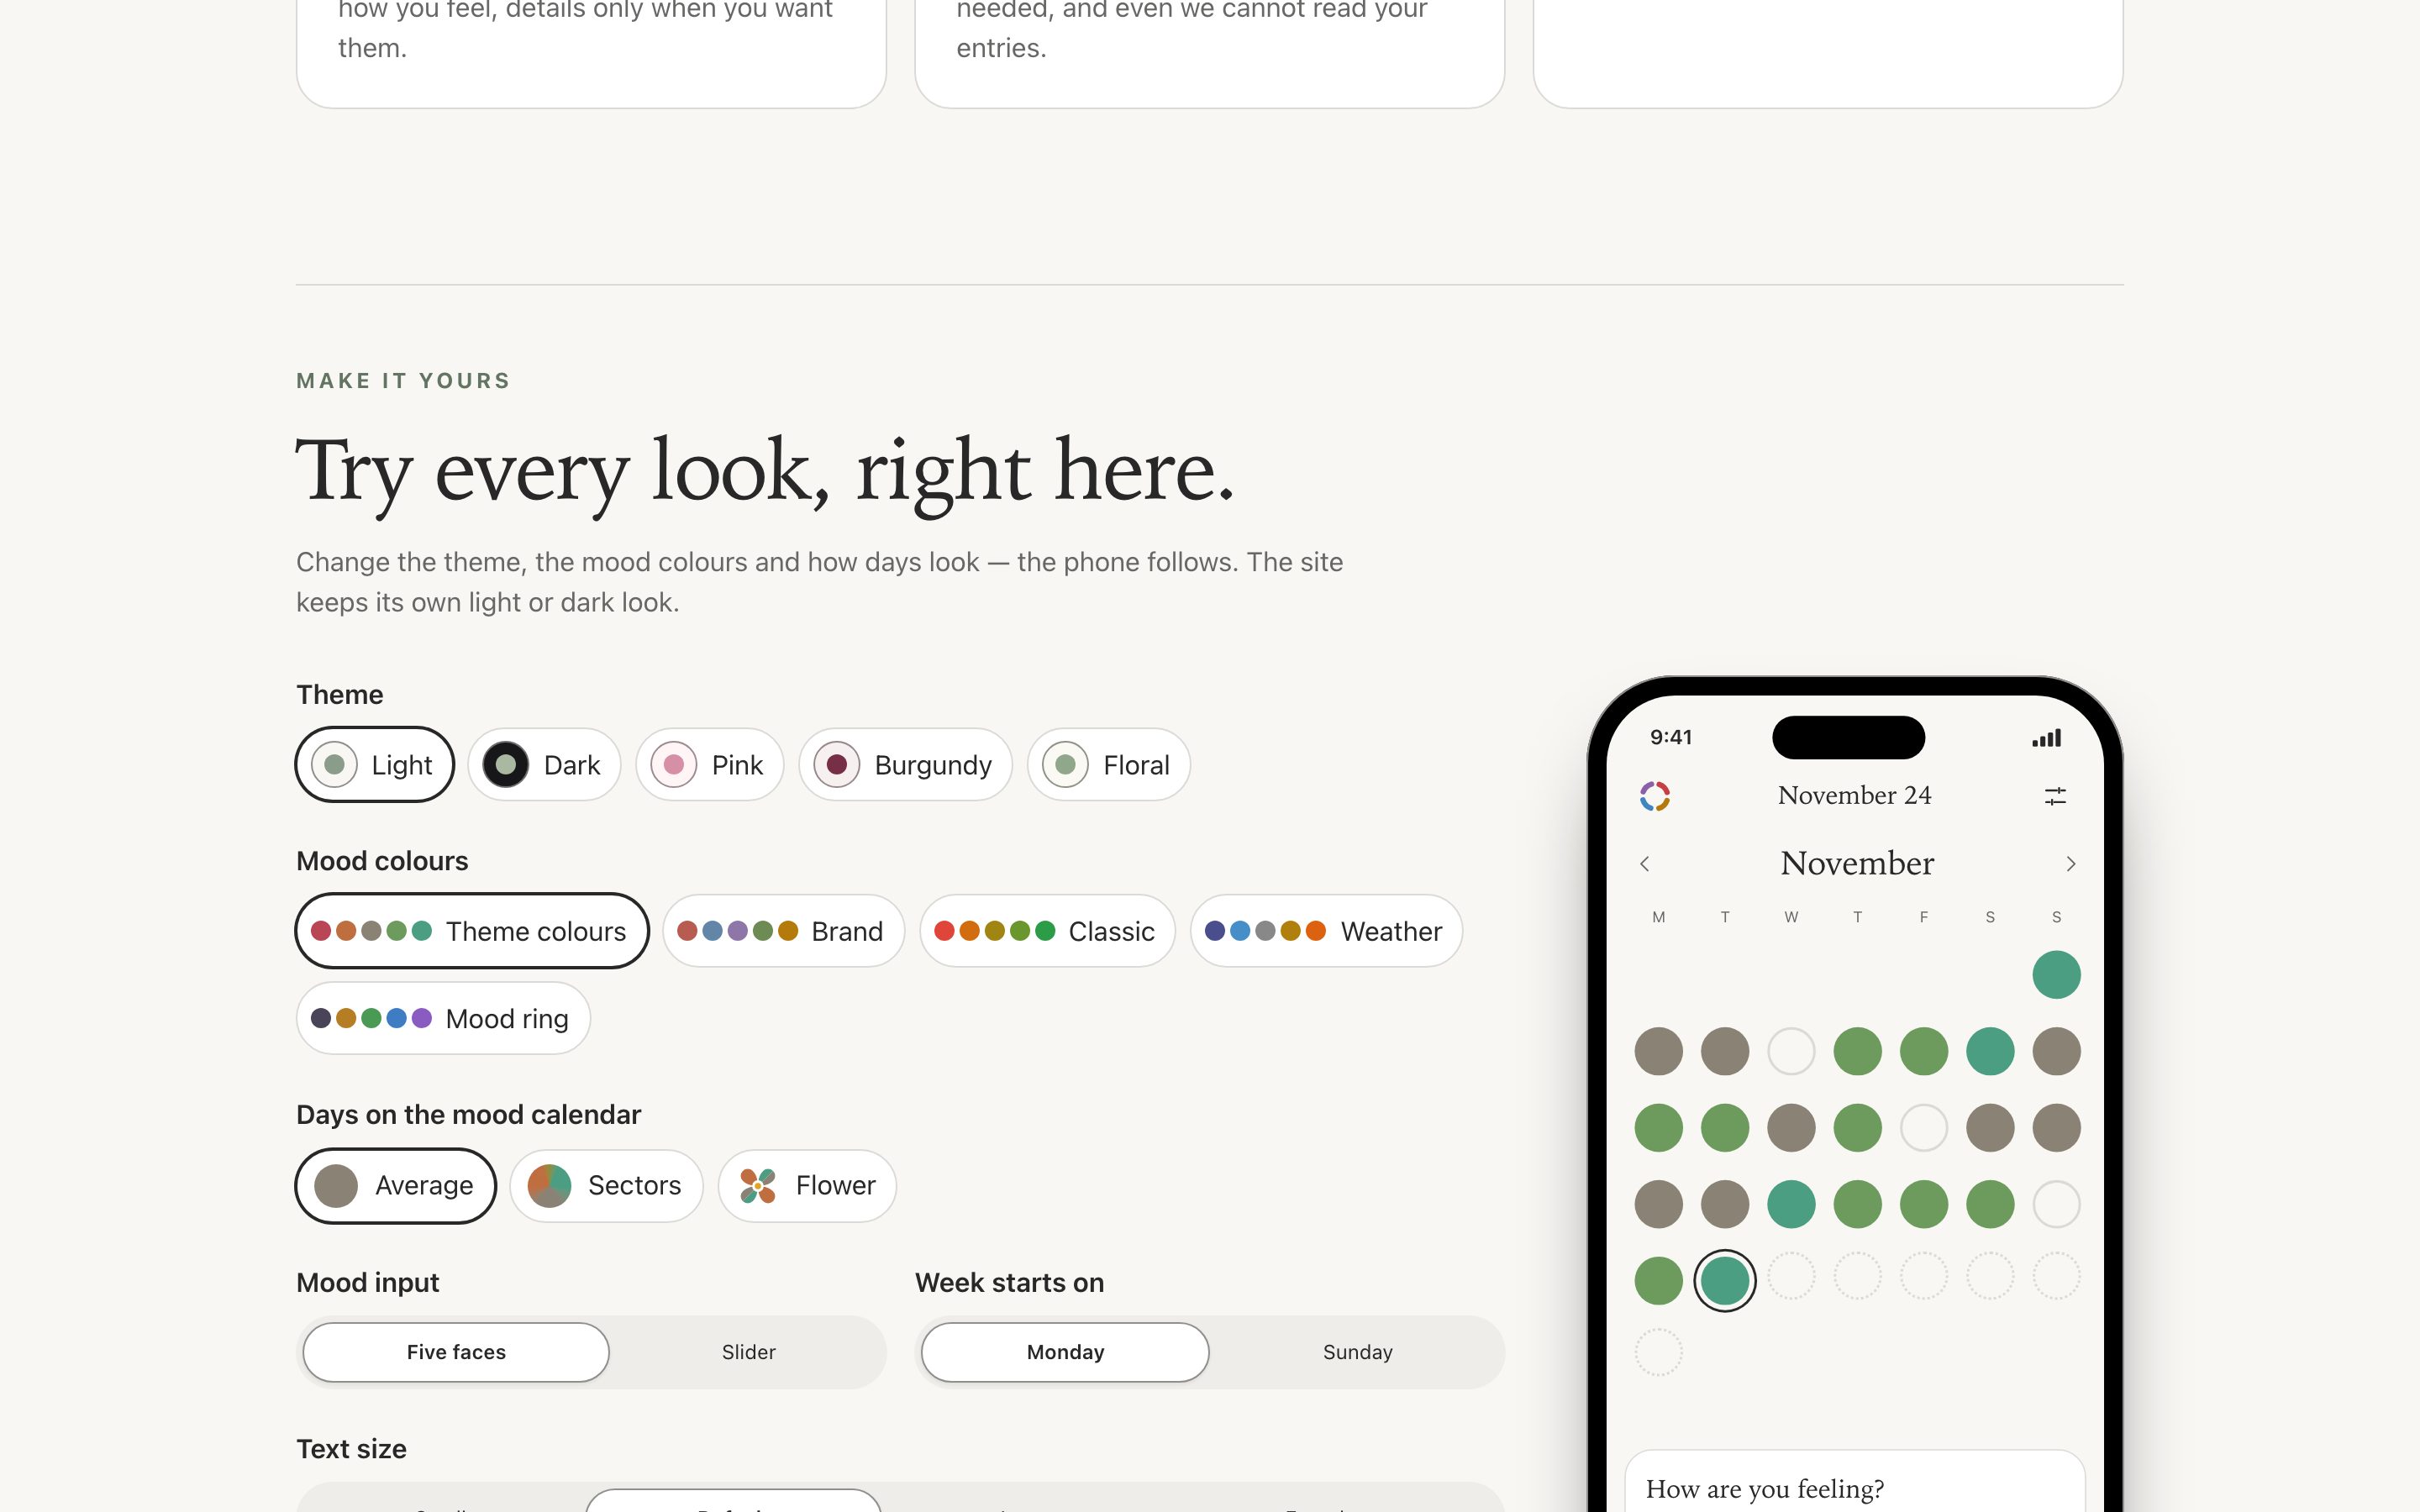 how you feel, details only when you want
them.
needed, and even we cannot read your
entries.
MAKE IT YOURS
Try every look, right here.
Change the theme, the mood colours and how days look — the phone follows. The site
keeps its own light or dark look.
Theme
Light Dark Pink Burgundy Floral
Mood colours
Theme colours Brand Classic Weather
Mood ring
Days on the mood calendar
Average Sectors Flower
Mood input
Five faces Slider
Week starts on
Monday Sunday
Text size
9:41
November 24
November
M T W T F S S
How are you feeling?